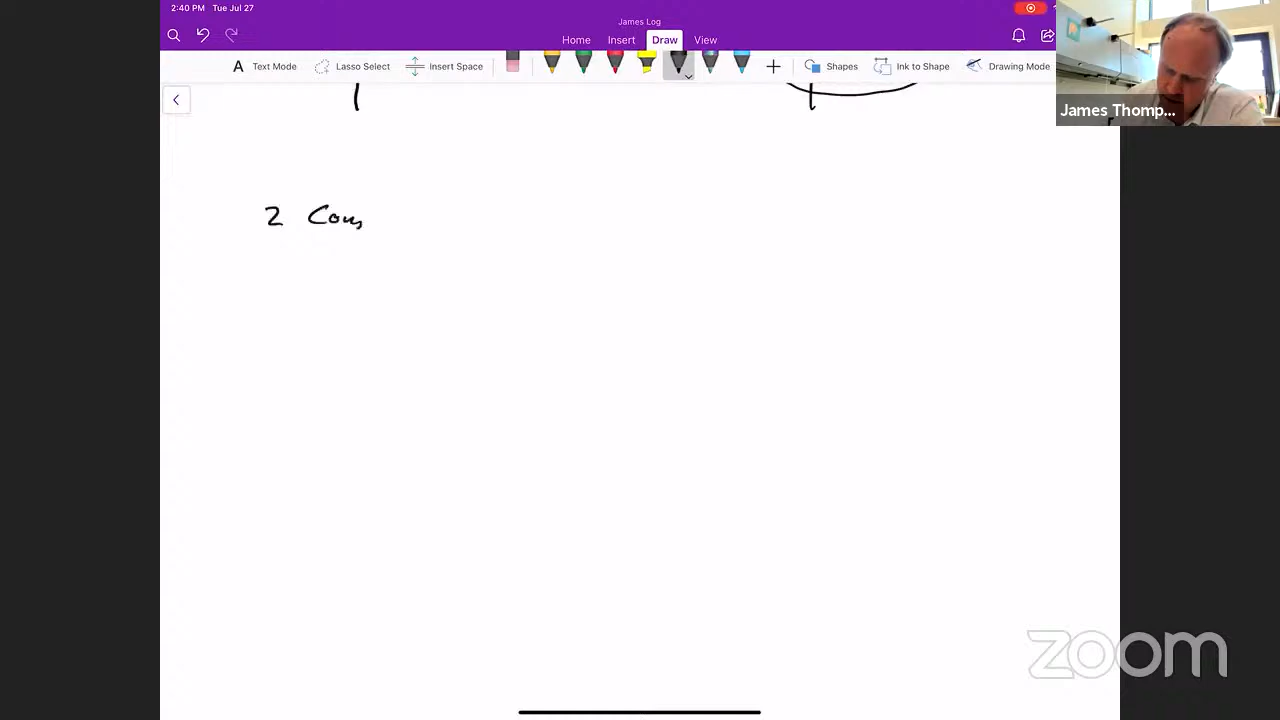 2:40 PM Tue Jul 27
James Log
Home Insert Draw View
Text Mode Lasso Select Insert Space Shapes Ink to Shape Drawing Mode
James Thomp...
2
zoom